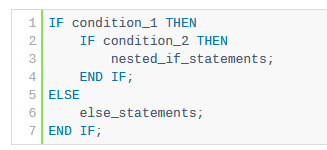 1 IF condition_1 THEN
2     IF condition_2 THEN
3         nested_if_statements;
4     END IF;
5 ELSE
6     else_statements;
7 END IF;